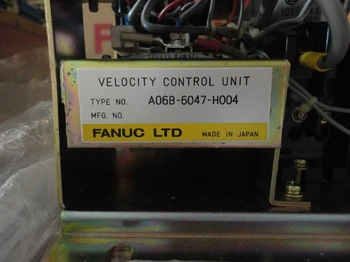 VELOCITY CONTROL UNIT
TYPE NO. A06B-6047-H004
MFG. NO.
FANUC LTD MADE IN JAPAN